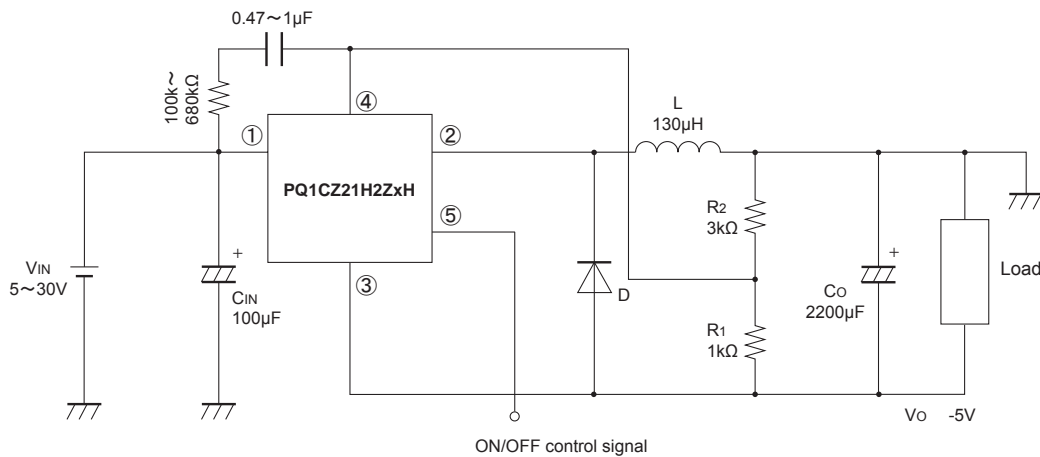 0.47～1µF
100k～
680kΩ
④
①
②
L
130µH
PQ1CZ21H2ZxH
⑤
③
R2
3kΩ
VIN
5～30V
+
CIN
100µF
D
R1
1kΩ
+
CO
2200µF
Load
VO -5V
ON/OFF control signal